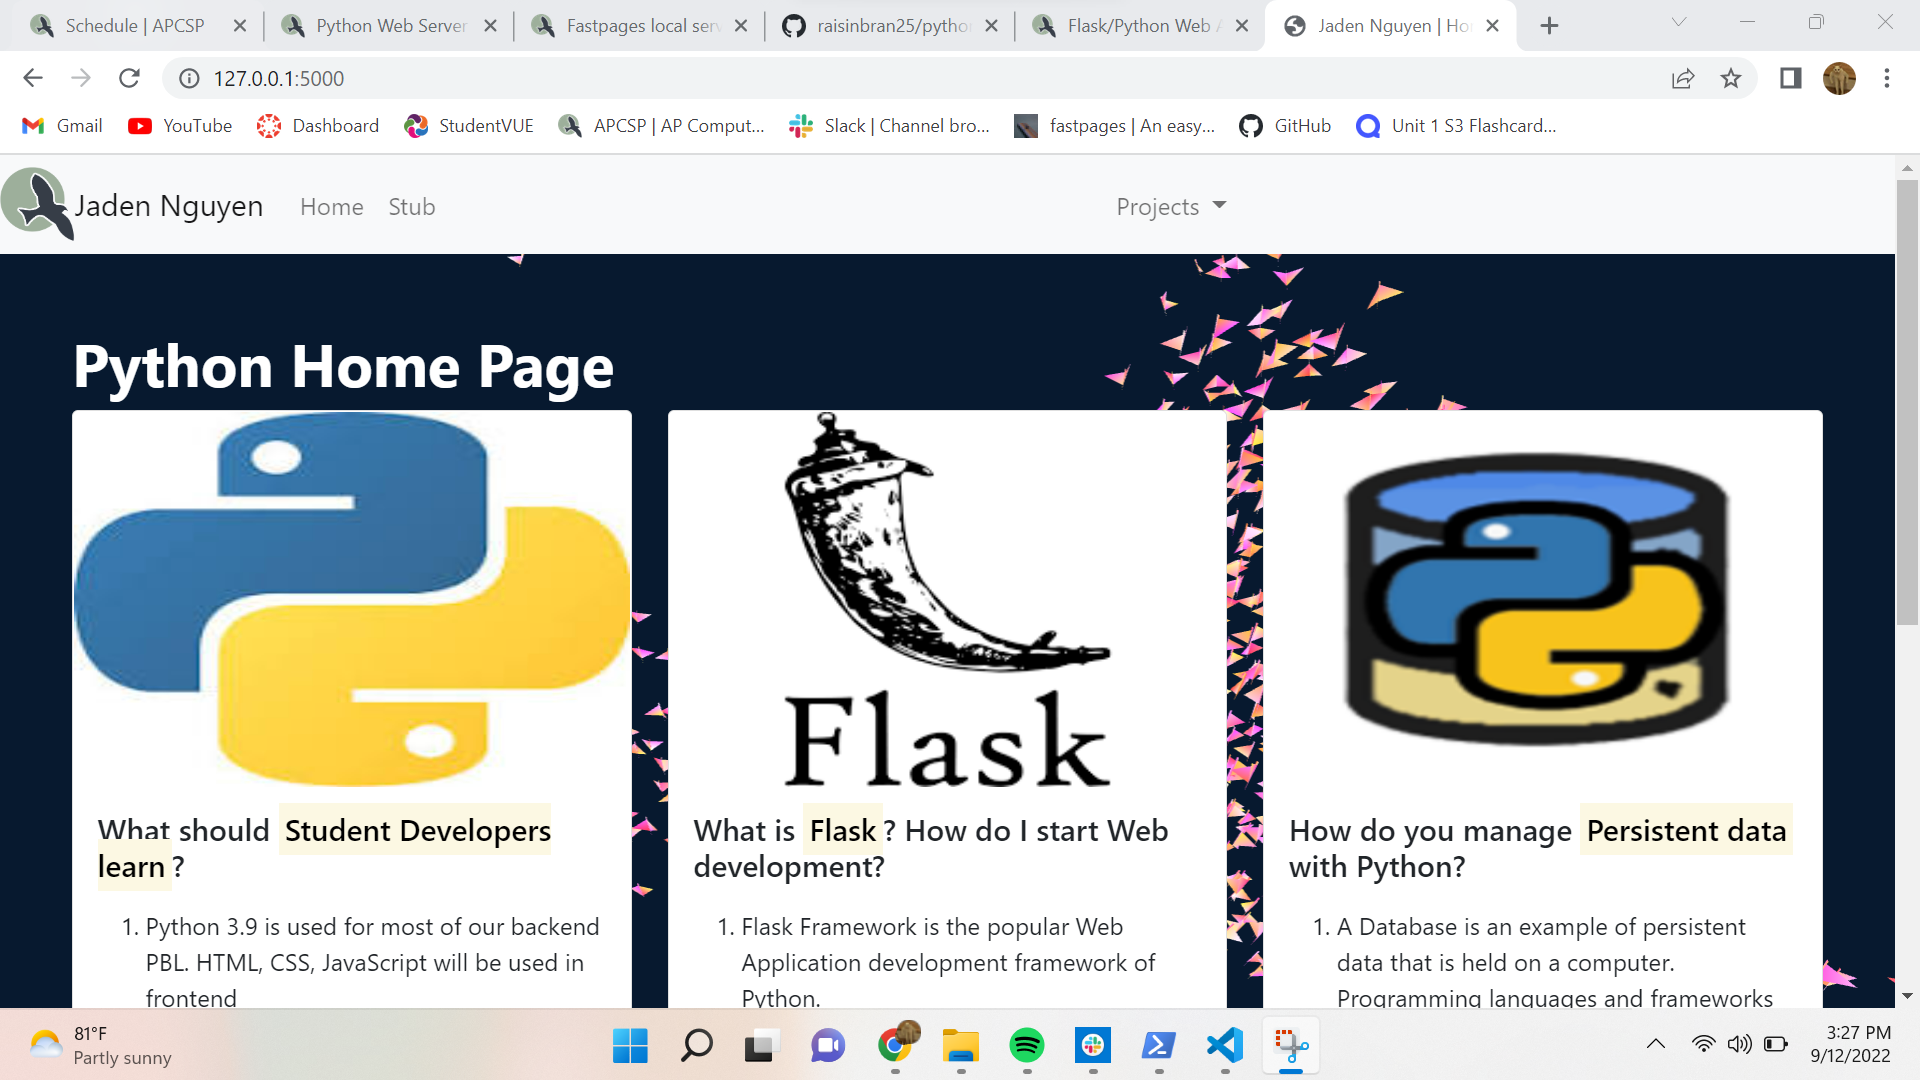 Schedule | APCSP
Python Web Server
Fastpages local serv
raisinbran25/pytho
Flask/Python Web A
Jaden Nguyen | Ho
127.0.0.1:5000
Gmail
YouTube
Dashboard
StudentVUE
APCSP | AP Comput...
Slack | Channel bro...
fastpages | An easy...
GitHub
Unit 1 S3 Flashcard...
Jaden Nguyen
Home
Stub
Projects
Python Home Page
Flask
What should Student Developers
learn ?
1. Python 3.9 is used for most of our backend
PBL. HTML, CSS, JavaScript will be used in
frontend
What is Flask ? How do I start Web
development?
1. Flask Framework is the popular Web
Application development framework of
Python.
How do you manage Persistent data
with Python?
1. A Database is an example of persistent
data that is held on a computer.
Programming languages and frameworks
81°F
Partly sunny
3:27 PM
9/12/2022